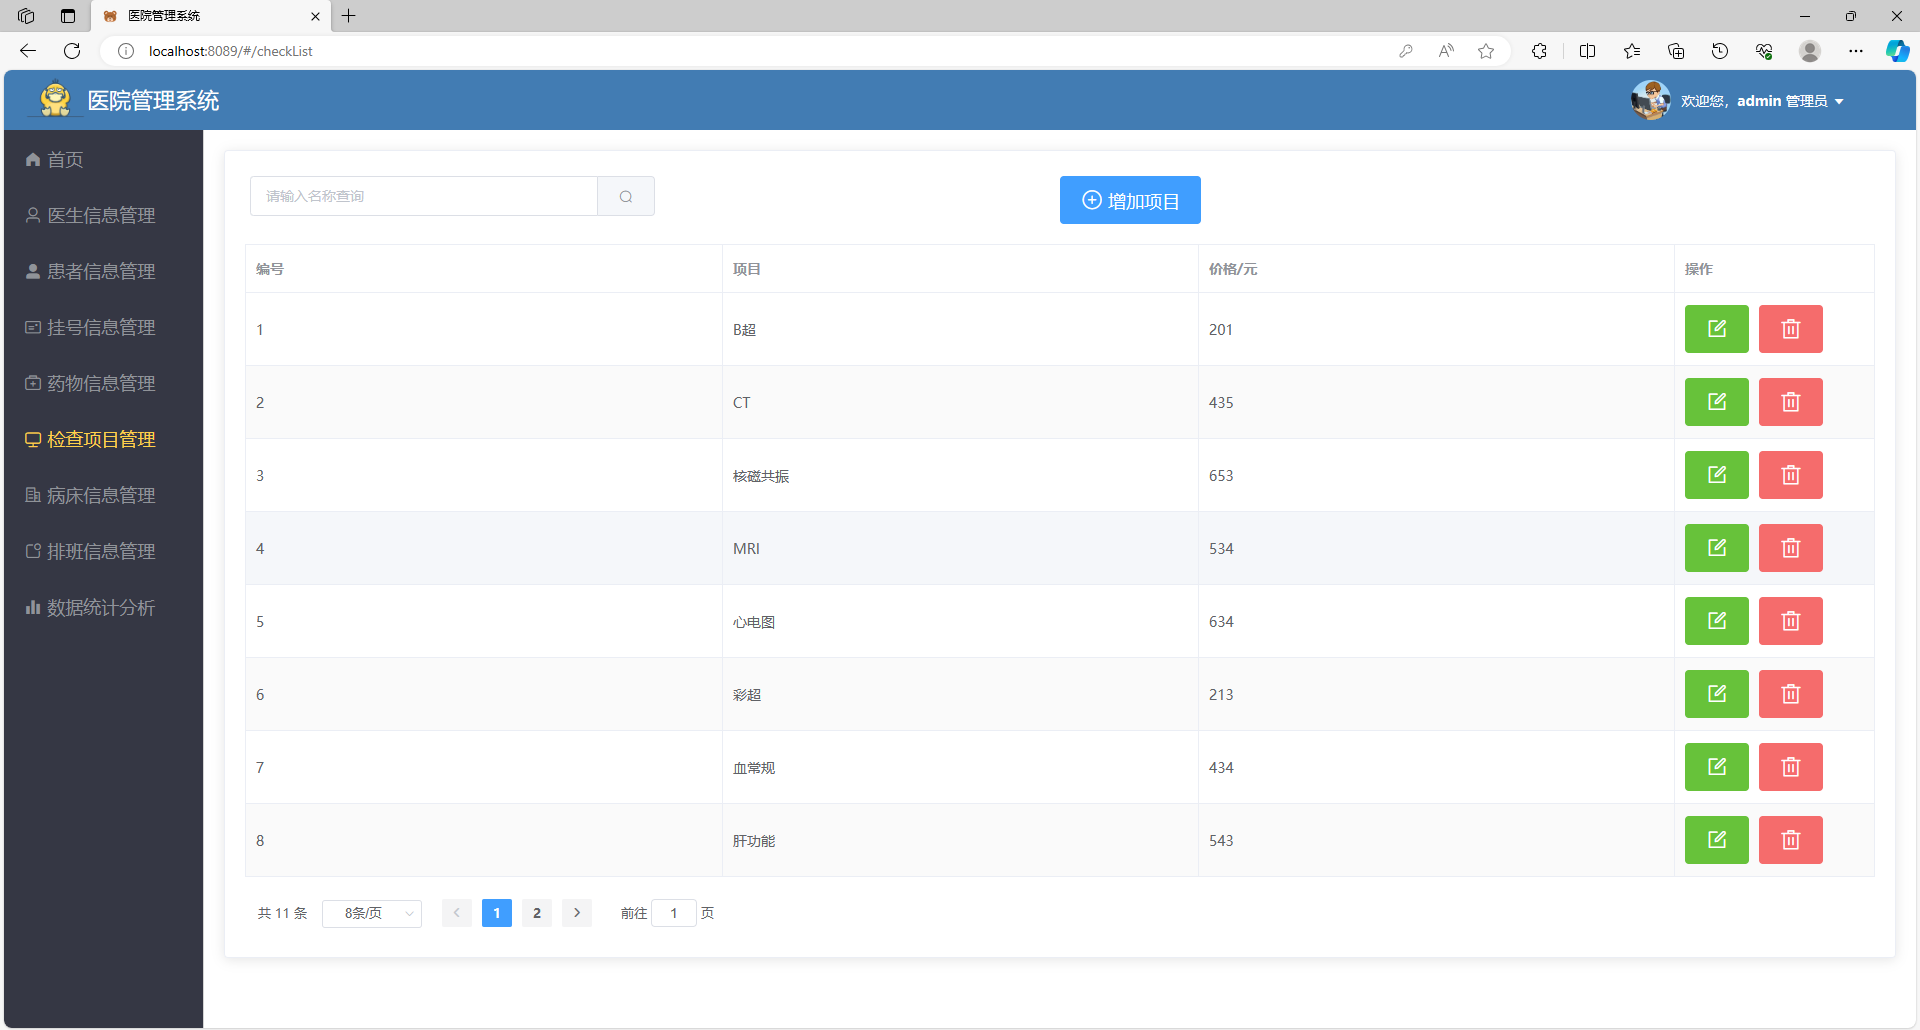 医院管理系统
localhost:8089/#/checkList
医院管理系统
欢迎您，admin 管理员
首页
医生信息管理
患者信息管理
挂号信息管理
药物信息管理
检查项目管理
病床信息管理
排班信息管理
数据统计分析
请输入名称查询
增加项目
编号 项目 价格/元 操作
1 B超 201
2 CT 435
3 核磁共振 653
4 MRI 534
5 心电图 634
6 彩超 213
7 血常规 434
8 肝功能 543
共 11 条 8条/页 1 2 前往 1 页